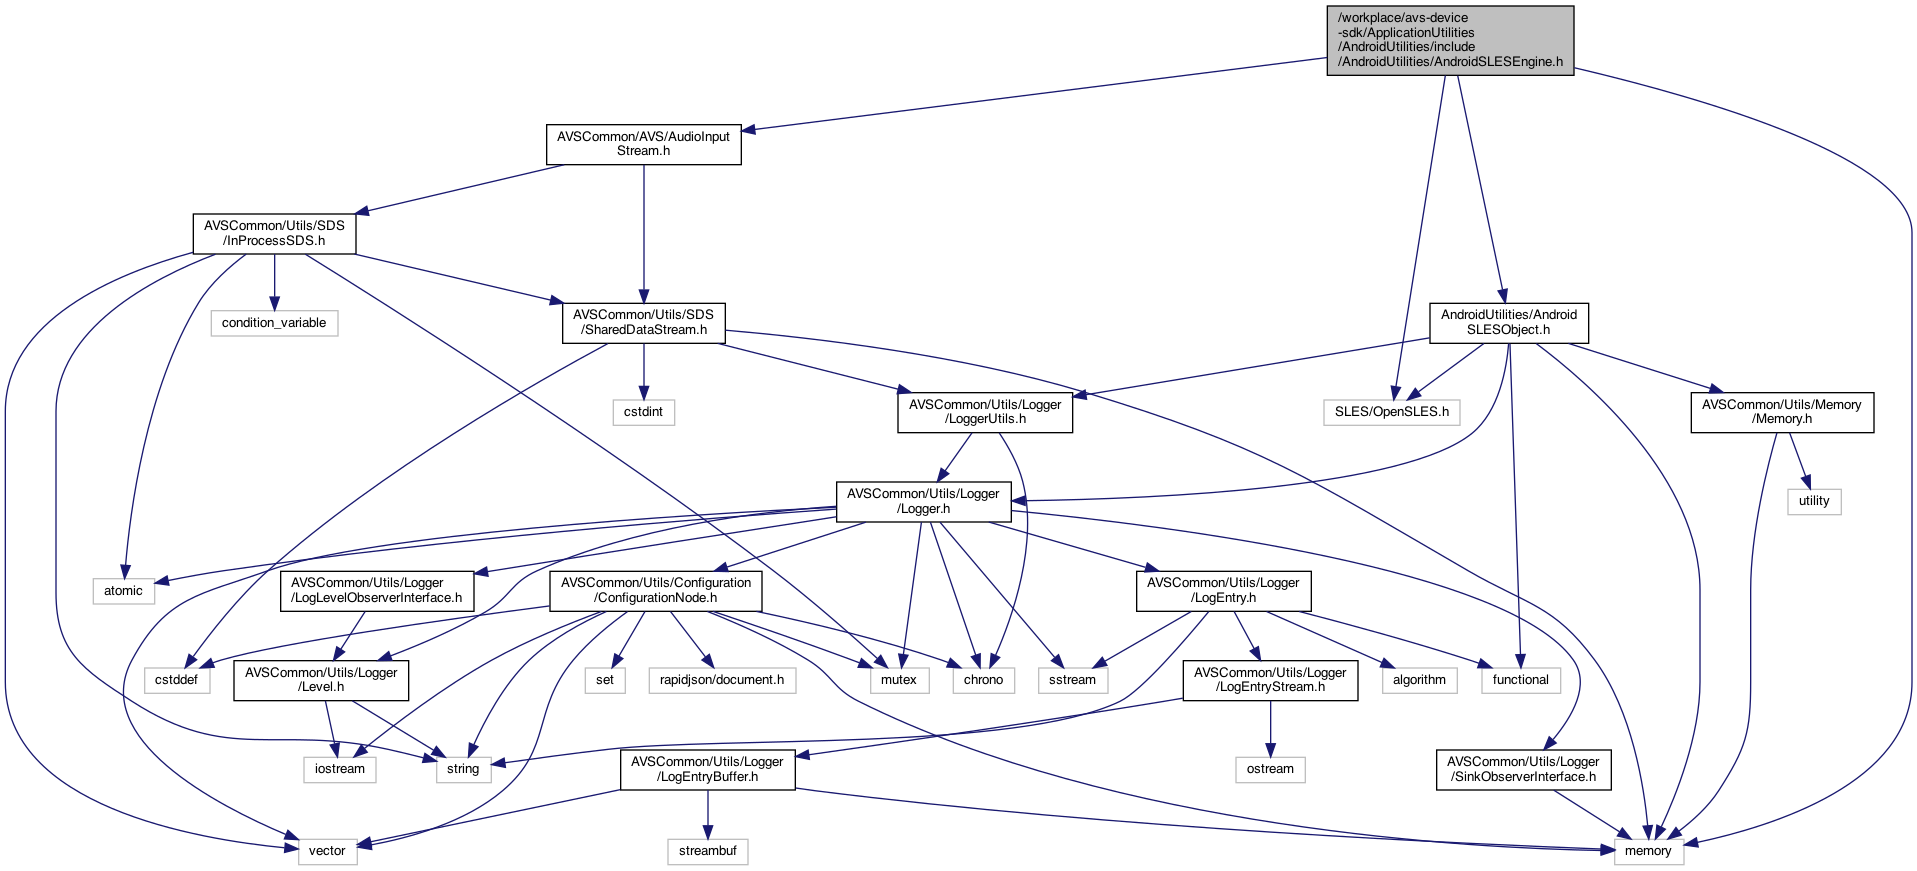 /workplace/avs-device
-sdk/ApplicationUtilities
/AndroidUtilities/include
/AndroidUtilities/AndroidSLESEngine.h
AVSCommon/AVS/AudioInput
Stream.h
AVSCommon/Utils/SDS
/InProcessSDS.h
condition_variable
AVSCommon/Utils/SDS
/SharedDataStream.h
AndroidUtilities/Android
SLESObject.h
cstdint
AVSCommon/Utils/Logger
/LoggerUtils.h
SLES/OpenSLES.h
AVSCommon/Utils/Memory
/Memory.h
AVSCommon/Utils/Logger
/Logger.h
utility
atomic
AVSCommon/Utils/Logger
/LogLevelObserverInterface.h
AVSCommon/Utils/Configuration
/ConfigurationNode.h
AVSCommon/Utils/Logger
/LogEntry.h
cstddef
AVSCommon/Utils/Logger
/Level.h
set
rapidjson/document.h
mutex
chrono
sstream
AVSCommon/Utils/Logger
/LogEntryStream.h
algorithm
functional
iostream
string
AVSCommon/Utils/Logger
/LogEntryBuffer.h
ostream
AVSCommon/Utils/Logger
/SinkObserverInterface.h
vector
streambuf
memory